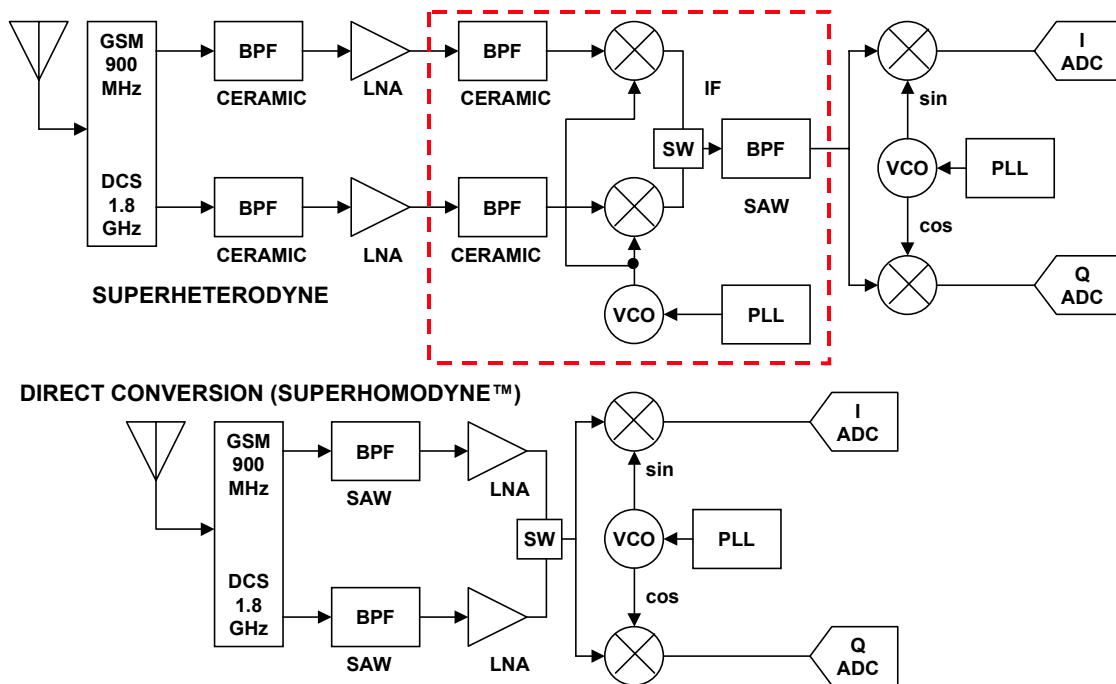 GSM
900
MHz
DCS
1.8
GHz
BPF
CERAMIC
LNA
BPF
CERAMIC
IF
SW
BPF
SAW
BPF
CERAMIC
LNA
BPF
CERAMIC
VCO
PLL
sin
VCO
PLL
cos
I
ADC
Q
ADC
SUPERHETERODYNE
DIRECT CONVERSION (SUPERHOMODYNE™)
GSM
900
MHz
DCS
1.8
GHz
BPF
SAW
LNA
BPF
SAW
LNA
SW
sin
VCO
PLL
cos
I
ADC
Q
ADC